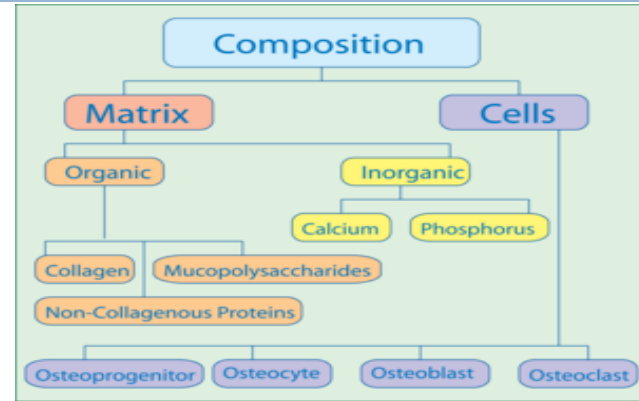 Composition
Matrix Cells
Organic Inorganic
Calcium Phosphorus
Collagen Mucopolysaccharides
Non-Collagenous Proteins
Osteoprogenitor Osteocyte Osteoblast Osteoclast